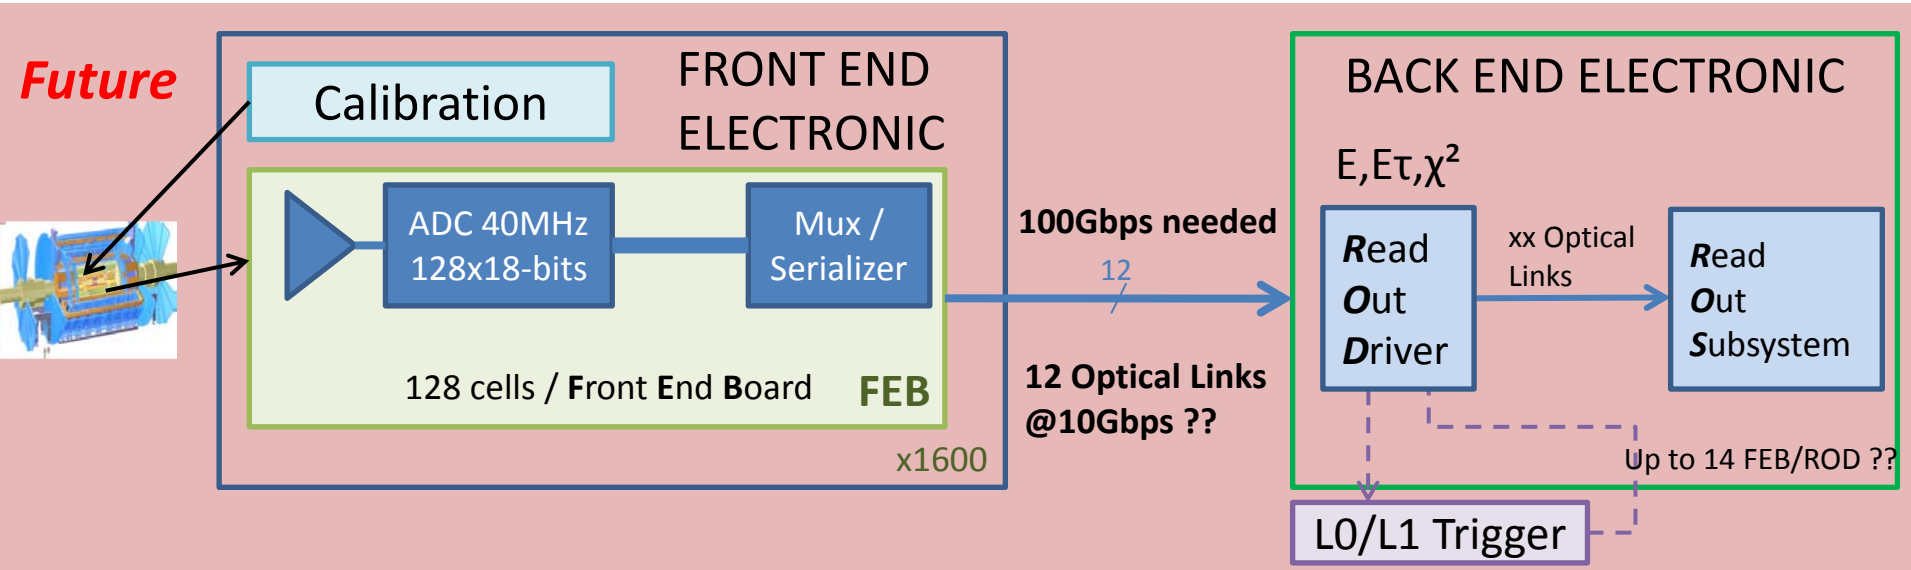 Future
Calibration
FRONT END
ELECTRONIC
ADC 40MHz
128x18-bits
Mux /
Serializer
128 cells / Front End Board
FEB
x1600
100Gbps needed
12
12 Optical Links
@10Gbps ??
BACK END ELECTRONIC
E,Eτ,χ²
Read
Out
Driver
xx Optical
Links
Read
Out
Subsystem
Up to 14 FEB/ROD ??
L0/L1 Trigger